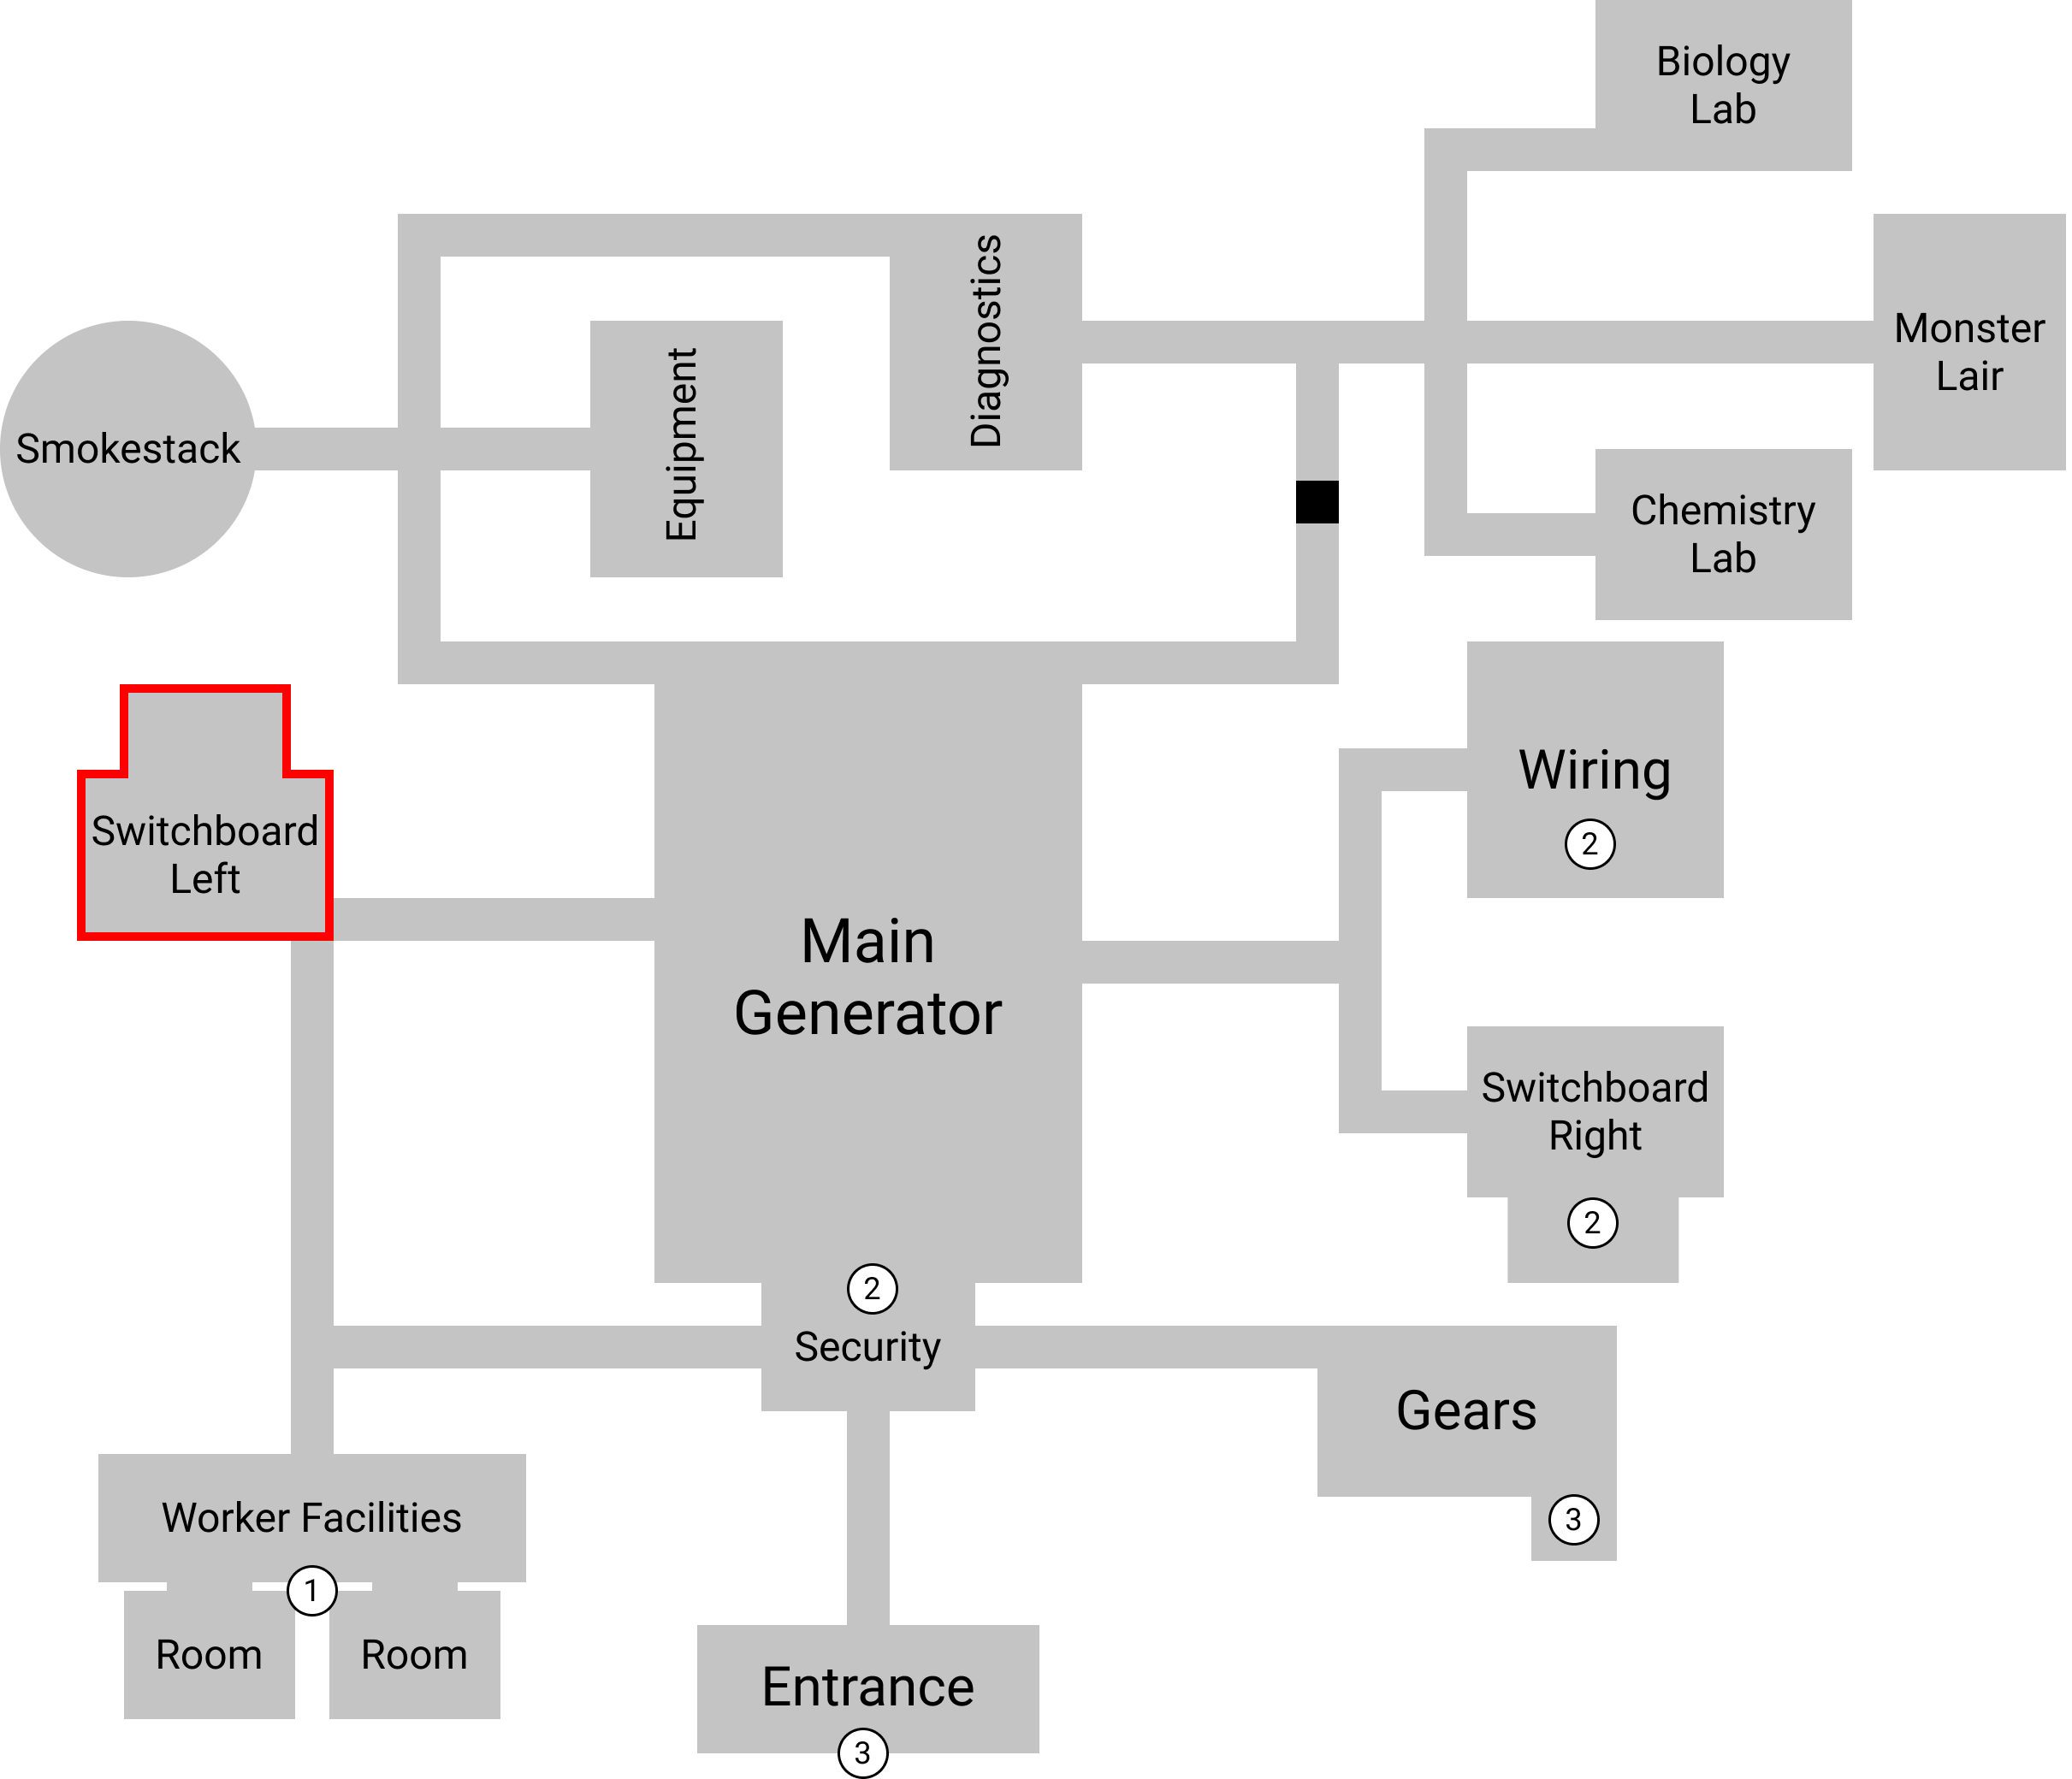 Biology
Lab
Diagnostics
Monster
Lair
Equipment
Smokestack
Chemistry
Lab
Wiring
2
Switchboard
Left
Main
Generator
Switchboard
Right
2
2
Security
Gears
3
Worker Facilities
1
Room
Room
Entrance
3